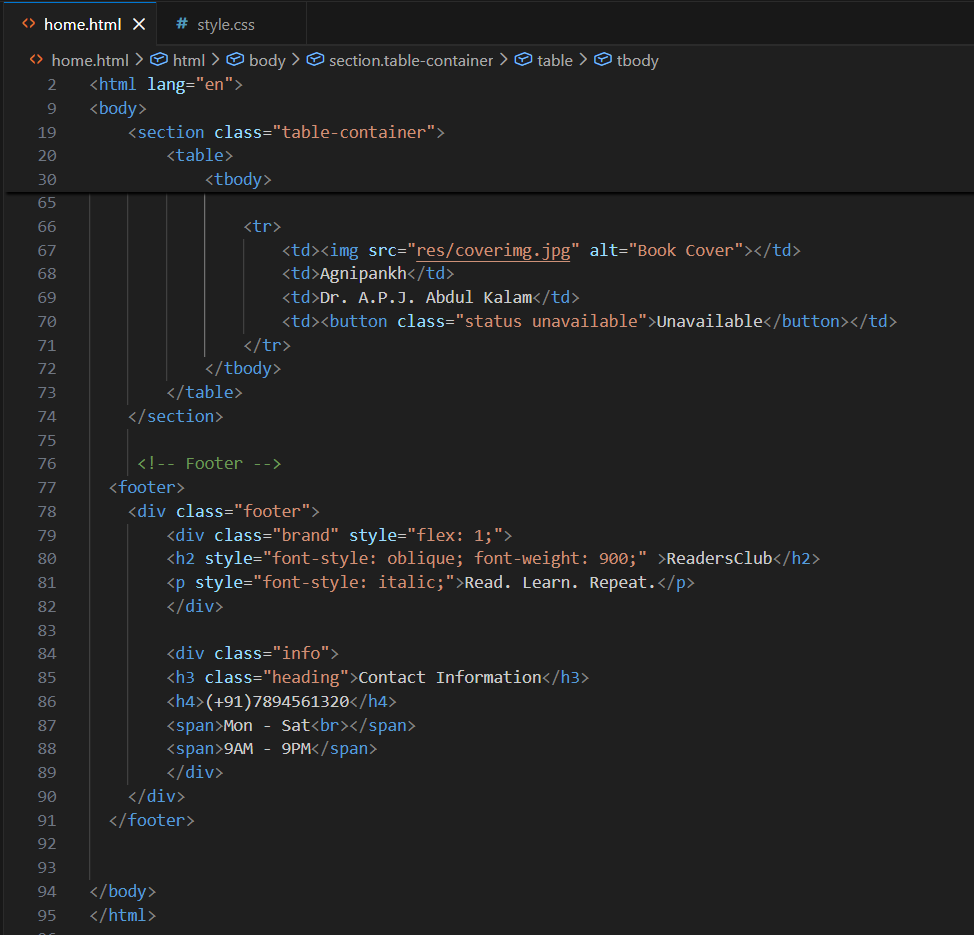 <> home.html × # style.css
<> home.html > html > body > section.table-container > table > tbody
2 <html lang="en">
9 <body>
19 <section class="table-container">
20 <table>
30 <tbody>
65
66 <tr>
67 <td><img src="res/coverimg.jpg" alt="Book Cover"></td>
68 <td>Agnipankh</td>
69 <td>Dr. A.P.J. Abdul Kalam</td>
70 <td><button class="status unavailable">Unavailable</button></td>
71 </tr>
72 </tbody>
73 </table>
74 </section>
75
76 <!-- Footer -->
77 <footer>
78 <div class="footer">
79 <div class="brand" style="flex: 1;">
80 <h2 style="font-style: oblique; font-weight: 900;" >ReadersClub</h2>
81 <p style="font-style: italic;">Read. Learn. Repeat.</p>
82 </div>
83
84 <div class="info">
85 <h3 class="heading">Contact Information</h3>
86 <h4>(+91)7894561320</h4>
87 <span>Mon - Sat<br></span>
88 <span>9AM - 9PM</span>
89 </div>
90 </div>
91 </footer>
92
93
94 </body>
95 </html>